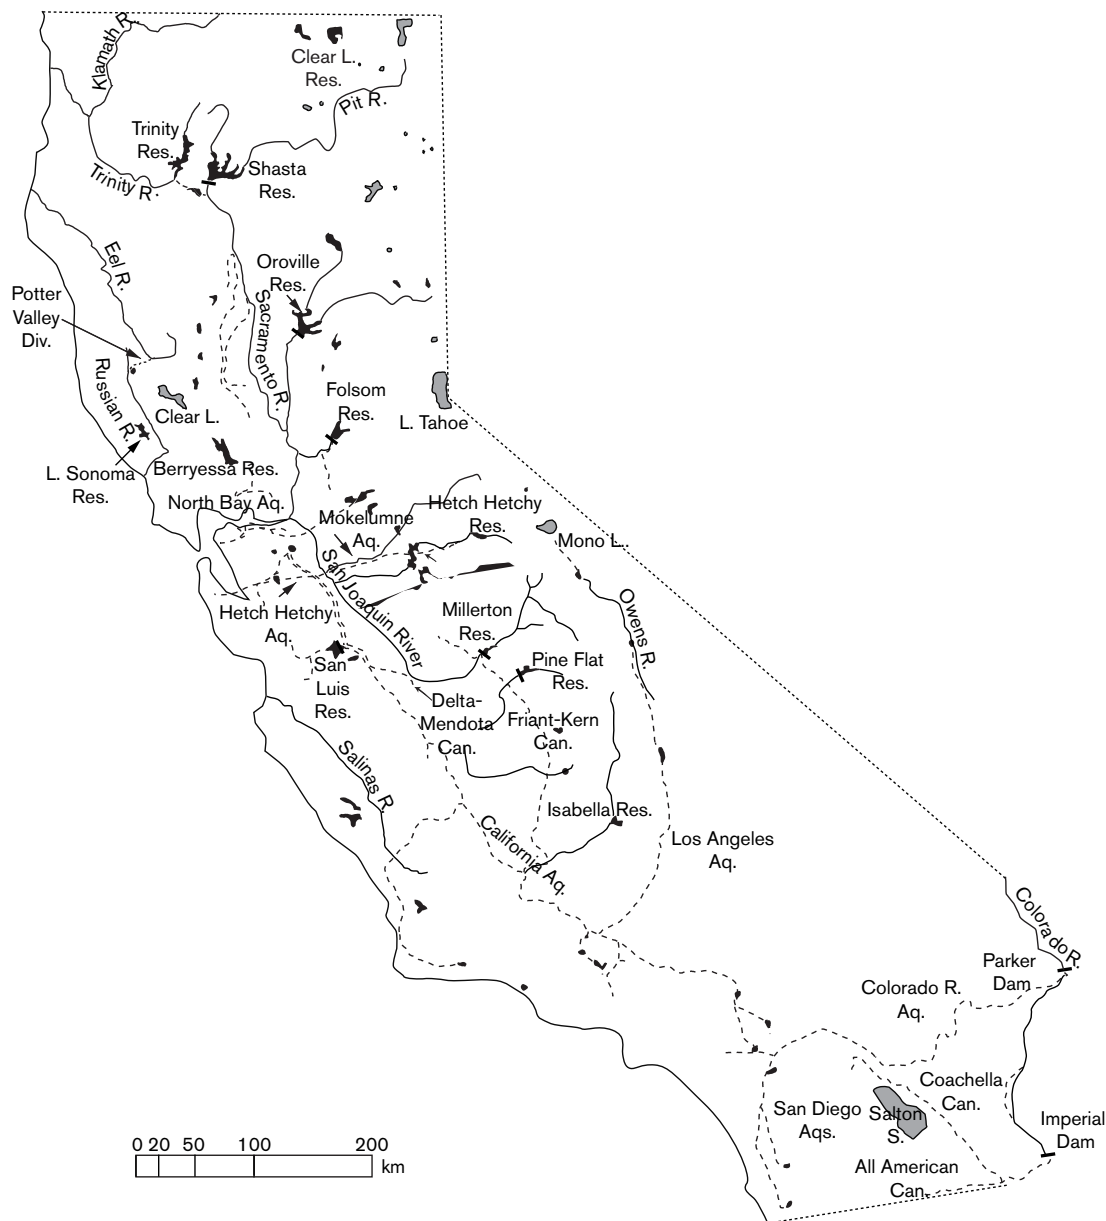 Klamath R.
Clear L.
Res.
Pit R.
Trinity
Res.
Shasta
Res.
Trinity R.
Eel R.
Oroville
Res.
Potter
Valley
Div.
Sacramento R.
Russian R.
Clear L.
Folsom
Res.
L. Tahoe
L. Sonoma
Res.
Berryessa Res.
North Bay Aq.
Mokelumne
Aq.
Hetch Hetchy
Res.
Mono L.
San Joaquin River
Hetch Hetchy
Aq.
Millerton
Res.
Owens R.
San
Luis
Res.
Pine Flat
Res.
Delta-
Mendota
Can.
Friant-Kern
Can.
Salinas R.
Isabella Res.
California Aq.
Los Angeles
Aq.
Colorado R.
Parker
Dam
Colorado R.
Aq.
Coachella
Can.
San Diego
Aqs.
Salton
S.
Imperial
Dam
All American
Can.
0 20 50 100 200
km